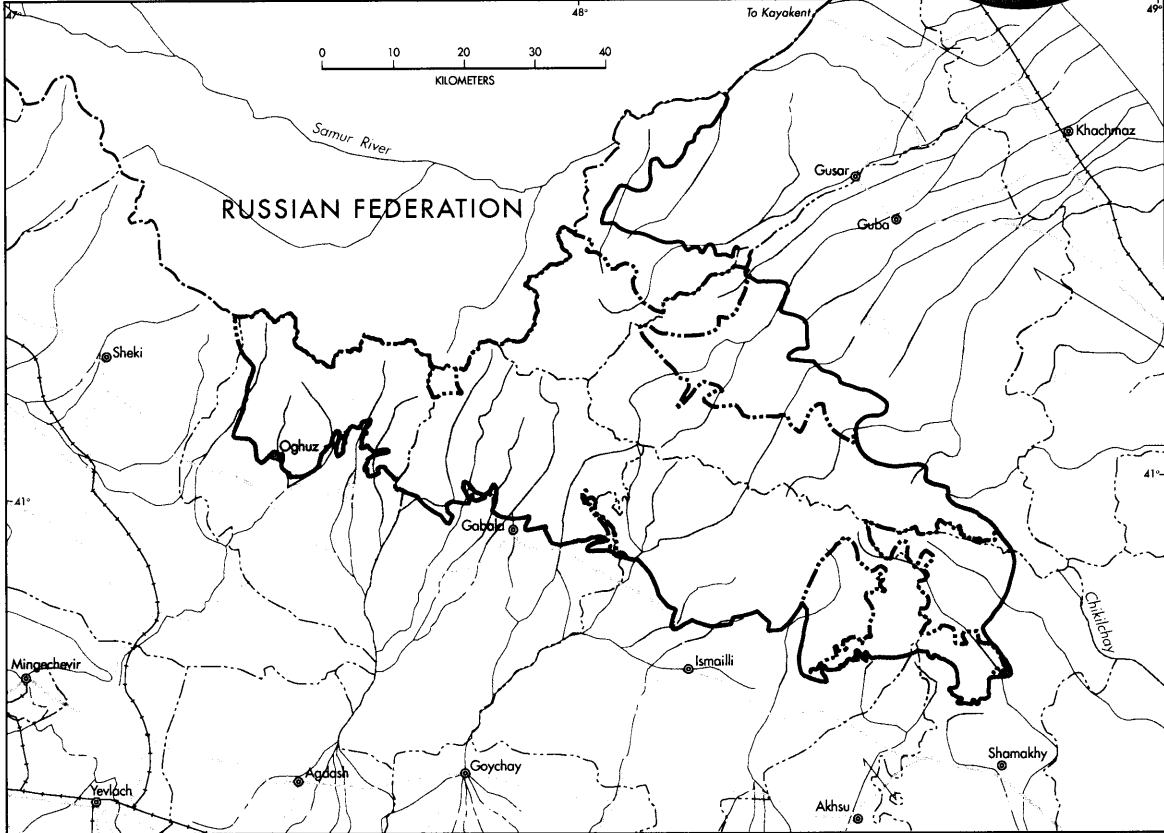 47°
48°
49°
To Kayakent
0 10 20 30 40
KILOMETERS
Samur River
Khachmaz
Gusar
RUSSIAN FEDERATION
Guba
Sheki
Oghuz
41°
41°
Gabala
Chikilchay
Ismailli
Mingechevir
Shamakhy
Goychay
Agdash
Yevlach
Akhsu